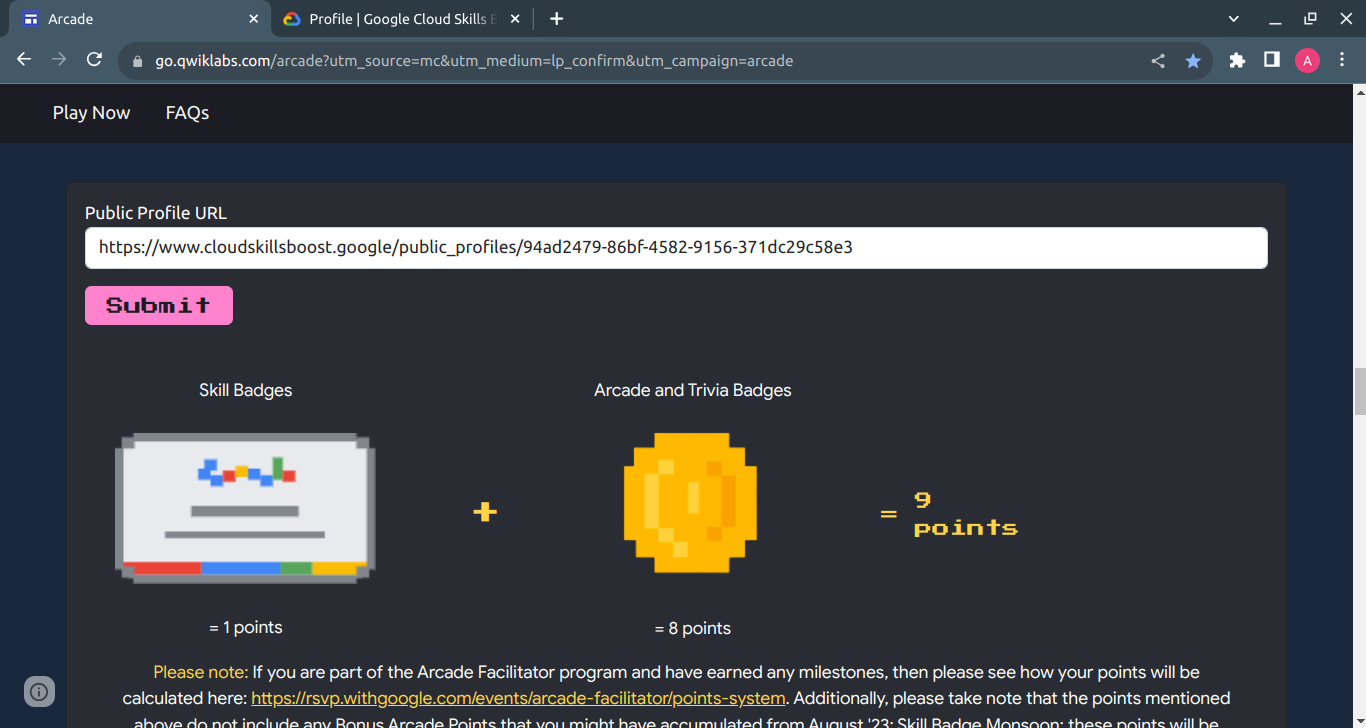 Arcade
Profile | Google Cloud Skills B
go.qwiklabs.com/arcade?utm_source=mc&utm_medium=lp_confirm&utm_campaign=arcade
A
Play Now FAQs
Public Profile URL
https://www.cloudskillsboost.google/public_profiles/94ad2479-86bf-4582-9156-371dc29c58e3
Submit
Skill Badges
Arcade and Trivia Badges
+
= 9
points
= 1 points
= 8 points
Please note: If you are part of the Arcade Facilitator program and have earned any milestones, then please see how your points will be
calculated here: https://rsvp.withgoogle.com/events/arcade-facilitator/points-system. Additionally, please take note that the points mentioned
above do not include any Bonus Arcade Points that you might have accumulated from August '23: Skill Badge Monsoon; these points will be